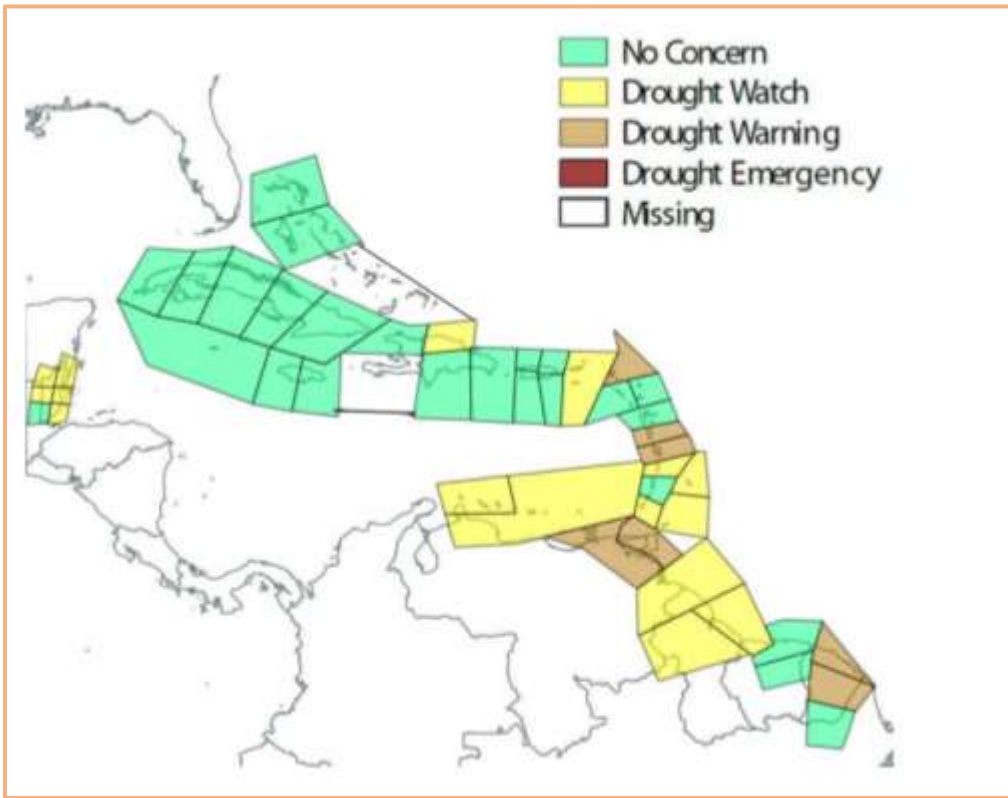 No Concern
Drought Watch
Drought Warning
Drought Emergency
Missing